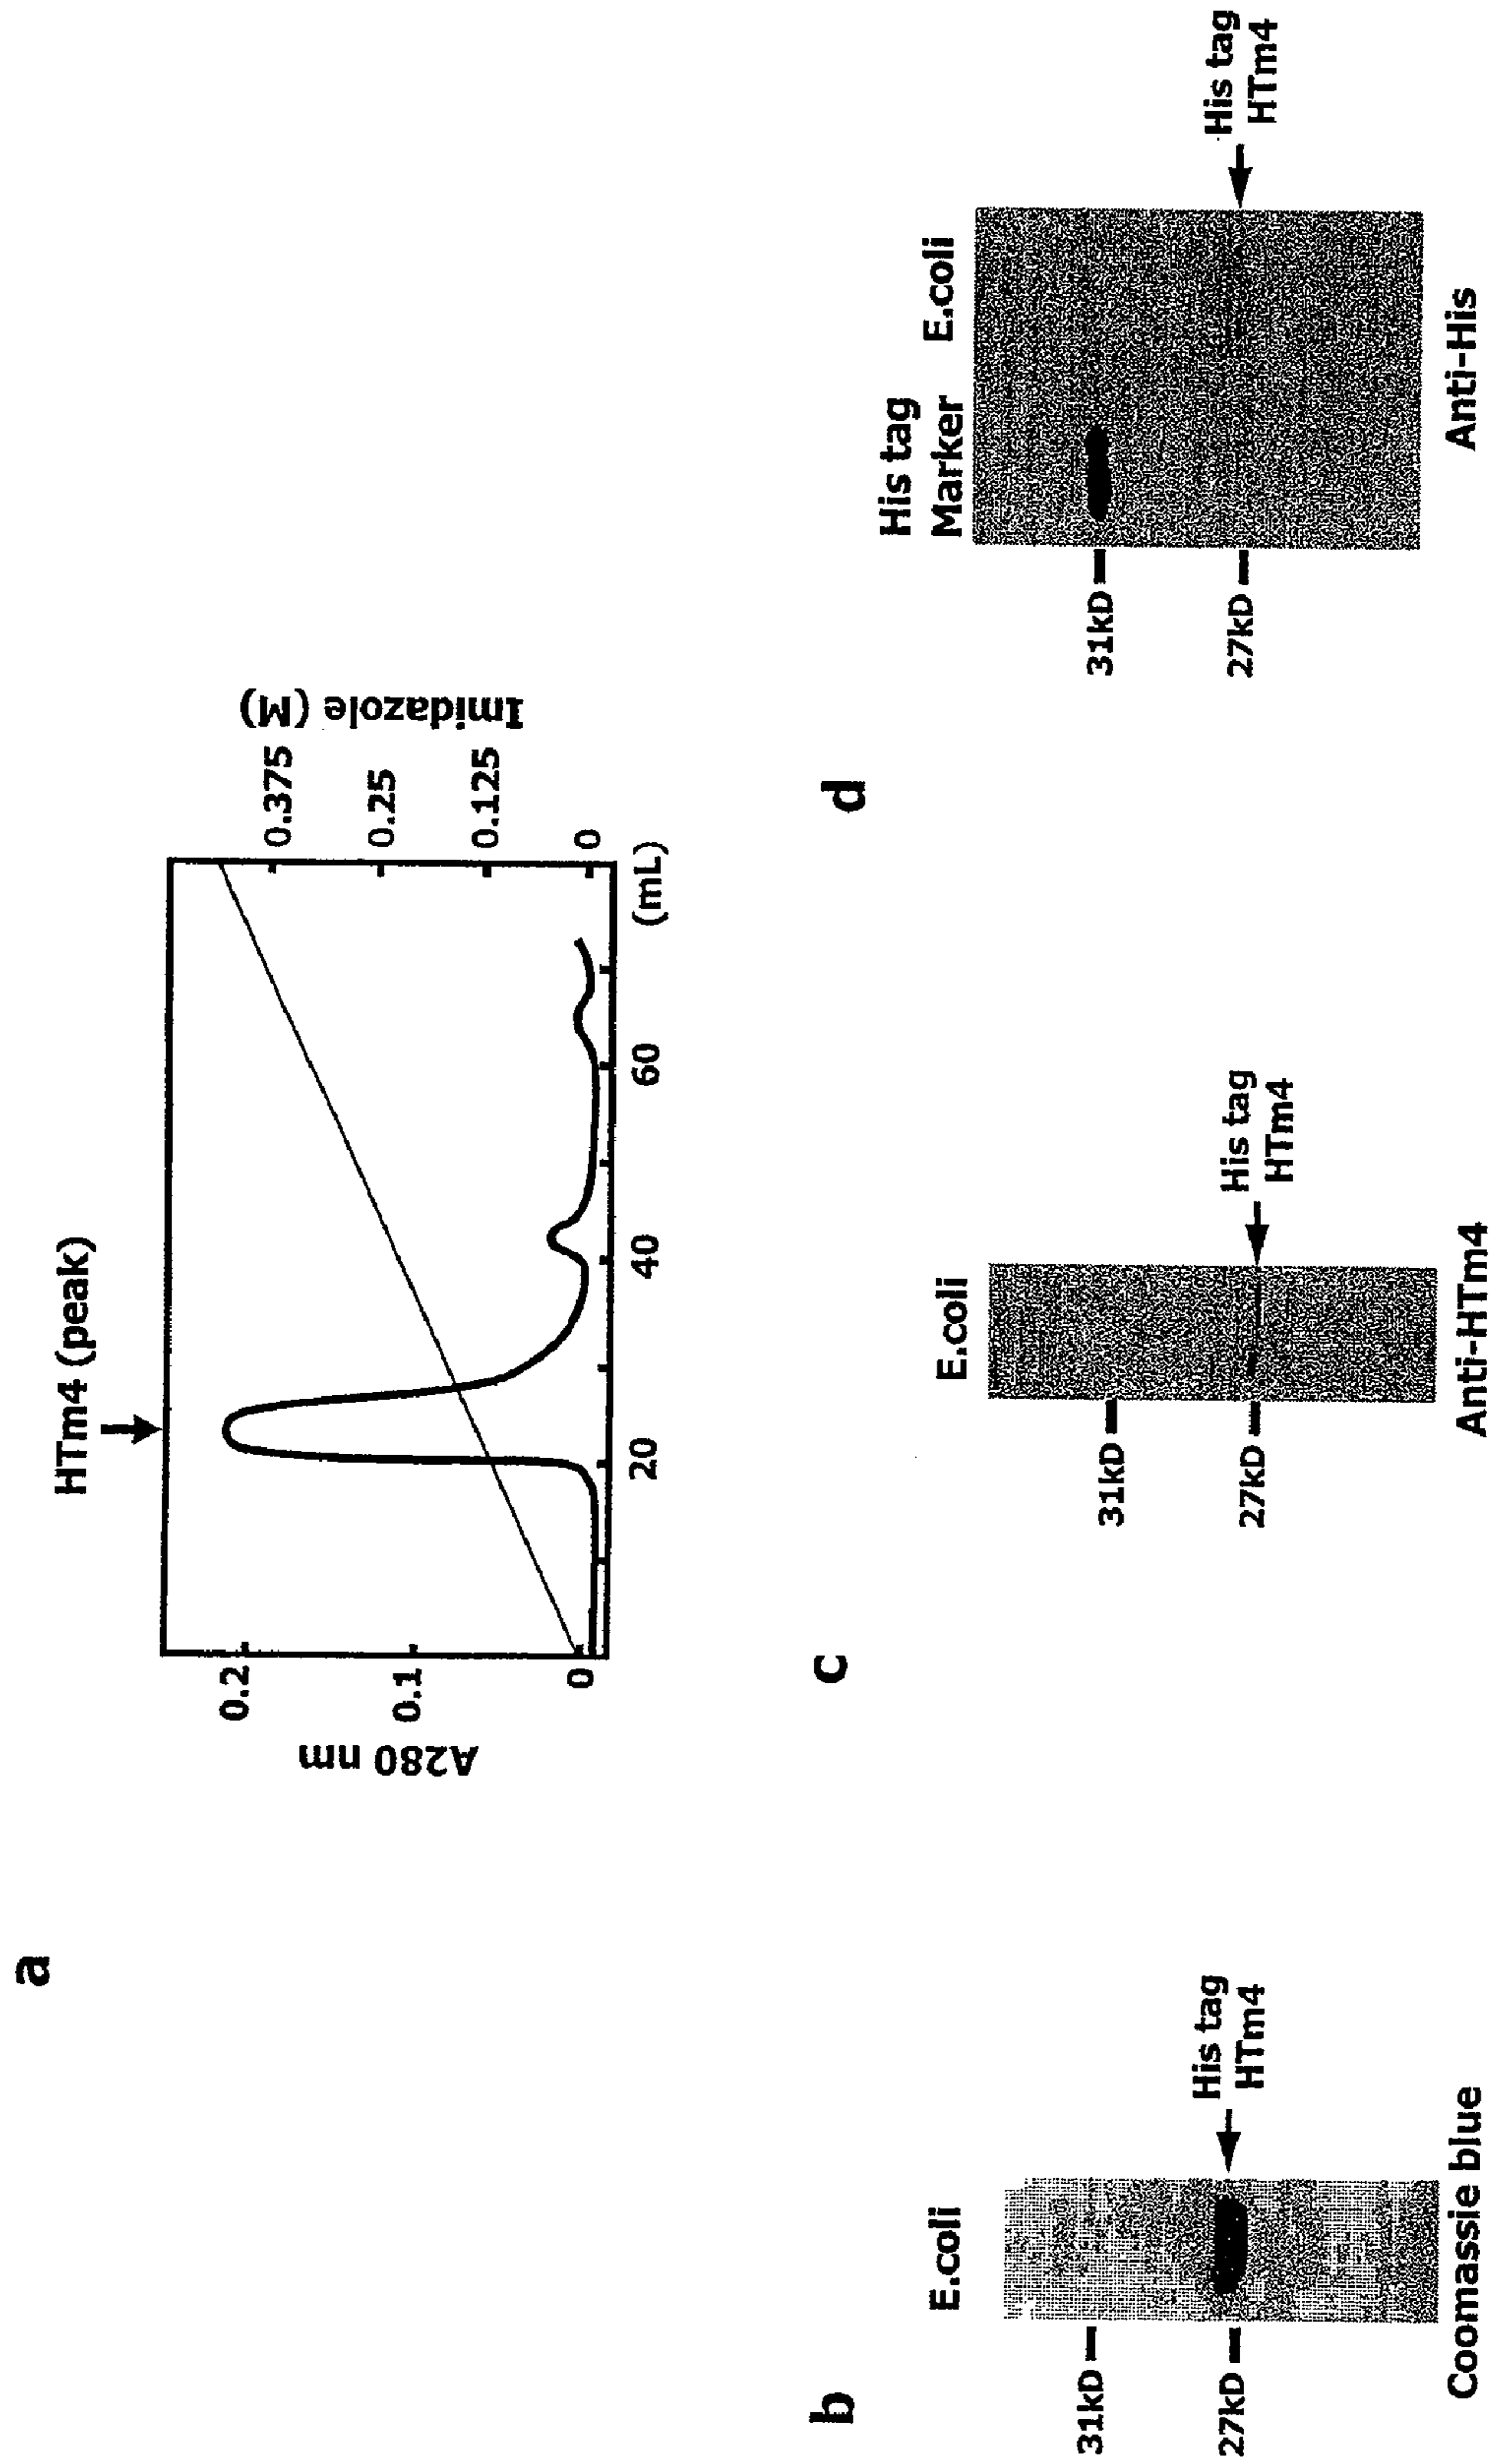 a
HTm4 (peak)
A280 nm
0.2
0.1
0
20
40
60
(mL)
0.375
0.25
0.125
0
Imidazole (M)
b
E.coli
31kD
27kD
His tag
HTm4
Coomassie blue
c
E.coli
31kD
27kD
His tag
HTm4
Anti-HTm4
d
His tag
Marker
E.coli
31kD
27kD
His tag
HTm4
Anti-His